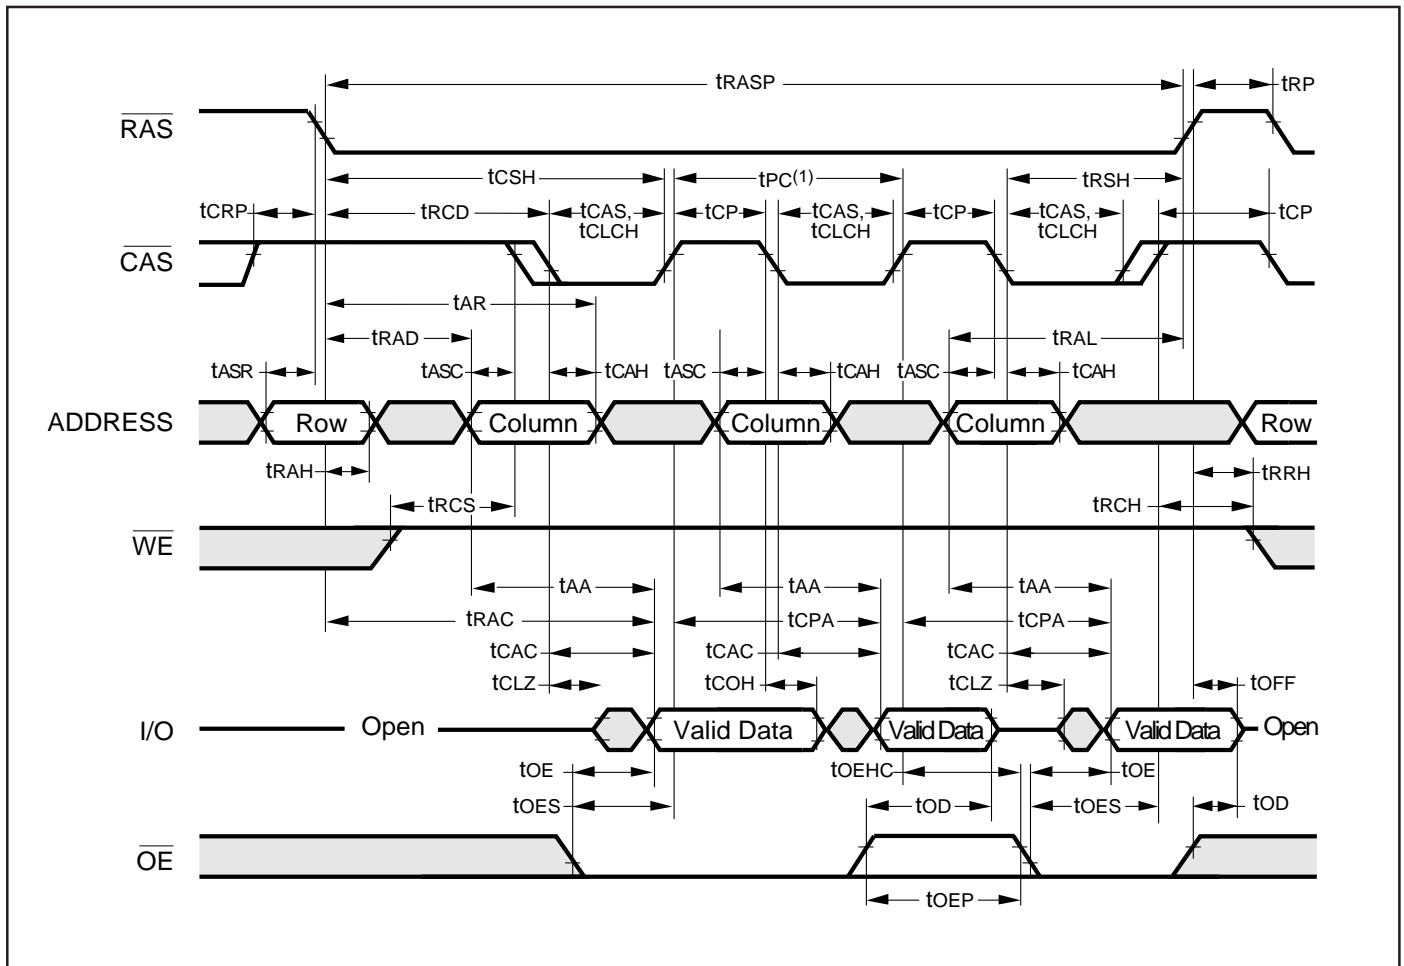 tRASP tRP
RAS
tCSH tPC(1) tRSH
tCRP tRCD tCAS, tCP tCAS, tCP tCAS, tCP
tCLCH tCLCH tCLCH
CAS
tAR
tRAD tRAL
tASR tASC tCAH tASC tCAH tASC tCAH
ADDRESS Row Column Column Column Row
tRAH tRRH
tRCS tRCH
WE
tAA tAA tAA
tRAC tCPA tCPA
tCAC tCAC tCAC
tCLZ tCOH tCLZ tOFF
I/O Open Valid Data Valid Data Valid Data Open
tOE tOEHC tOE
tOES tOD tOES tOD
OE
tOEP